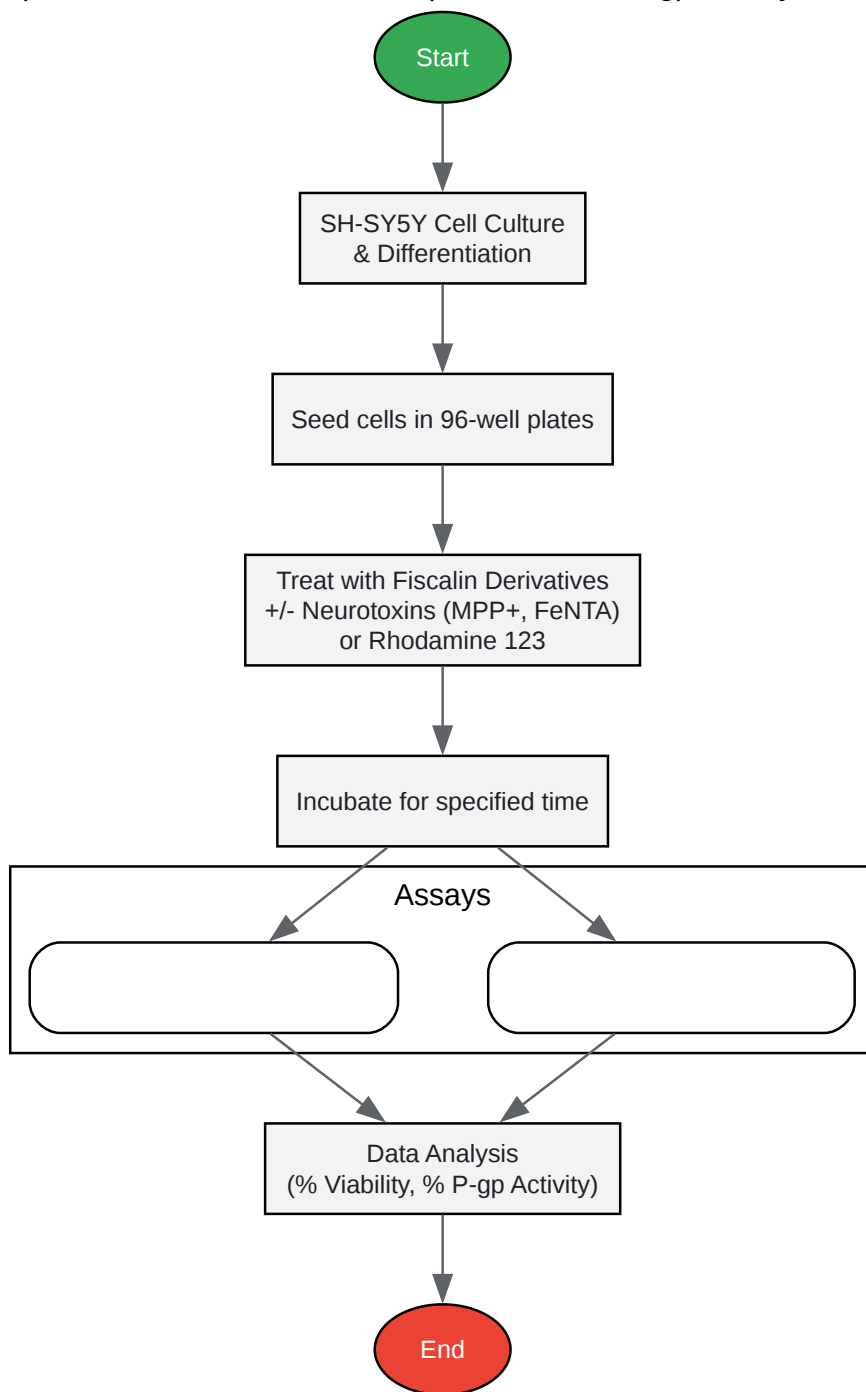 Start
SH-SY5Y Cell Culture
& Differentiation
Seed cells in 96-well plates
Treat with Fiscalin Derivatives
+/- Neurotoxins (MPP+, FeNTA)
or Rhodamine 123
Incubate for specified time
Assays
Data Analysis
(% Viability, % P-gp Activity)
End